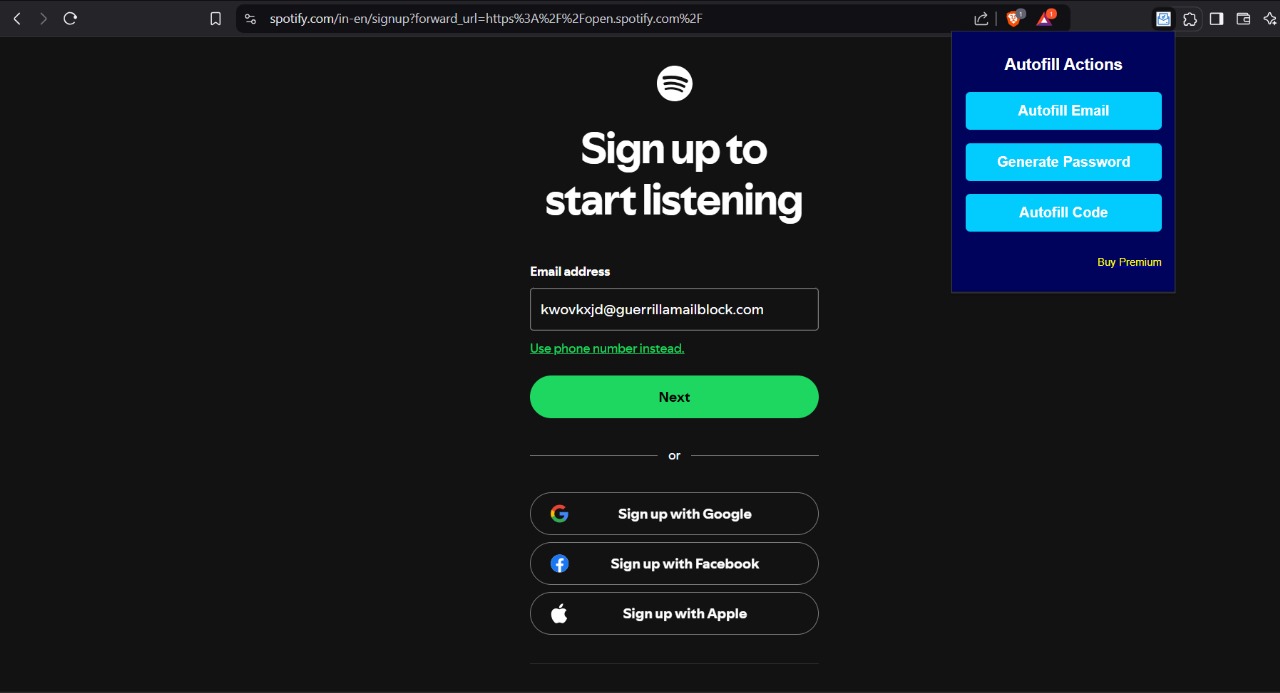 spotify.com/in-en/signup?forward_url=https%3A%2F%2Fopen.spotify.com%2F
1
1
Autofill Actions
Autofill Email
Generate Password
Autofill Code
Buy Premium
Sign up to
start listening
Email address
kwovkxjd@guerrillamailblock.com
Use phone number instead.
Next
or
Sign up with Google
Sign up with Facebook
Sign up with Apple